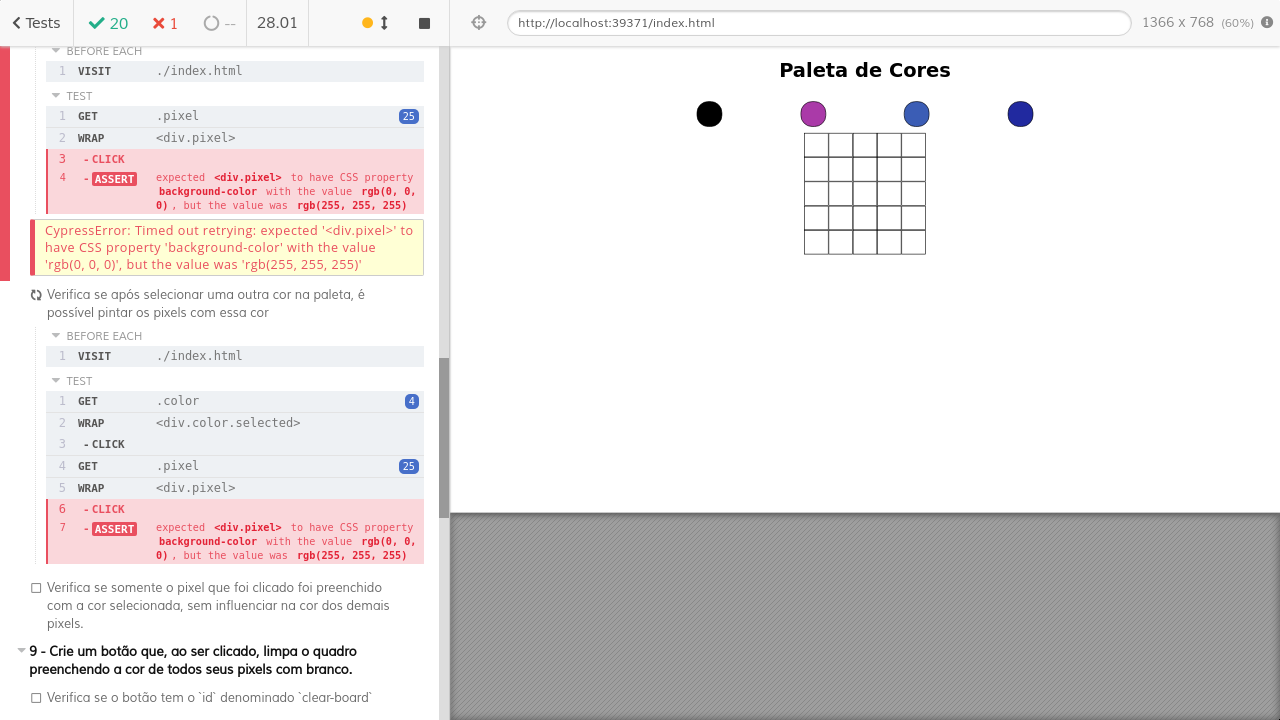 Tests
20
1
--
28.01
http://localhost:39371/index.html
1366 x 768 (60%)
BEFORE EACH
1 VISIT ./index.html
TEST
1 GET .pixel 25
2 WRAP <div.pixel>
3 - CLICK
4 - ASSERT expected <div.pixel> to have CSS property
background-color with the value rgb(0, 0,
0) , but the value was rgb(255, 255, 255)
CypressError: Timed out retrying: expected '<div.pixel>' to
have CSS property 'background-color' with the value
'rgb(0, 0, 0)', but the value was 'rgb(255, 255, 255)'
Verifica se após selecionar uma outra cor na paleta, é
possível pintar os pixels com essa cor
BEFORE EACH
1 VISIT ./index.html
TEST
1 GET .color 4
2 WRAP <div.color.selected>
3 - CLICK
4 GET .pixel 25
5 WRAP <div.pixel>
6 - CLICK
7 - ASSERT expected <div.pixel> to have CSS property
background-color with the value rgb(0, 0,
0) , but the value was rgb(255, 255, 255)
Verifica se somente o pixel que foi clicado foi preenchido
com a cor selecionada, sem influenciar na cor dos demais
pixels.
9 - Crie um botão que, ao ser clicado, limpa o quadro
preenchendo a cor de todos seus pixels com branco.
Verifica se o botão tem o `id` denominado `clear-board`
Paleta de Cores